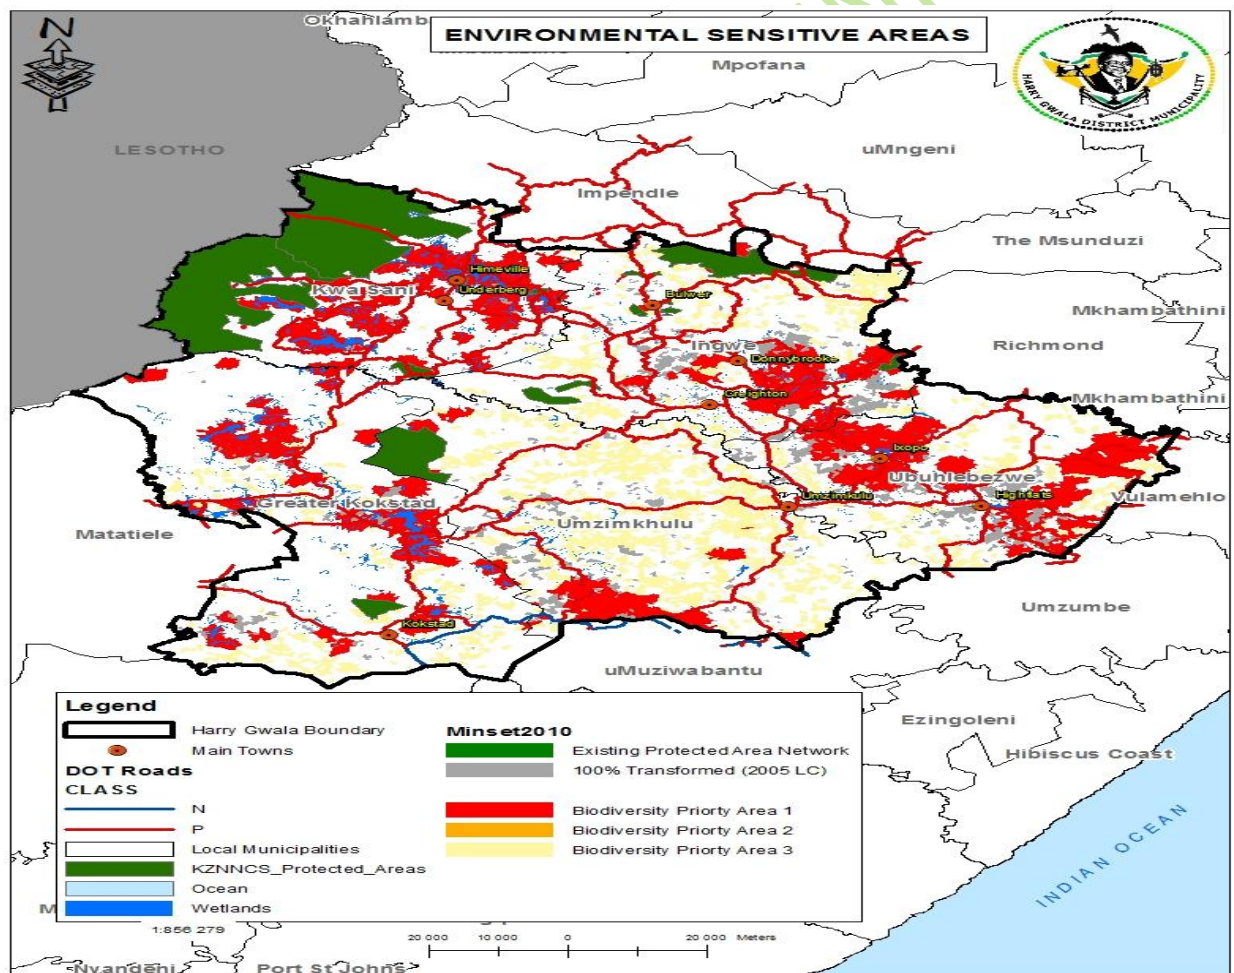 Okhahlamb
ENVIRONMENTAL SENSITIVE AREAS
N
Mpofana
HARRY GWALA DISTRICT MUNICIPALITY
LESOTHO
uMngeni
Impendle
The Msunduzi
Himeville
Kwa Sani
Underberg
Bulwer
Mkhambathini
Ingwe
Richmond
Donnybrooke
Creighton
Mkhambathini
Ixopo
Ubuhlebezwe
Greater Kokstad
Umzimkulu
Highflats
Vulamehlo
Matatiele
Umzimkhulu
Umzumbe
Kokstad
uMuziwabantu
Ezingoleni
Hibiscus Coast
INDIAN OCEAN
Legend
Harry Gwala Boundary
Main Towns
DOT Roads
CLASS
N
P
Local Municipalities
KZNNCS_Protected_Areas
Ocean
Wetlands
Minset2010
Existing Protected Area Network
100% Transformed (2005 LC)
Biodiversity Priorty Area 1
Biodiversity Priorty Area 2
Biodiversity Priorty Area 3
1:856 279
20 000 10 000 0 20 000 Meters
Nyandeni
Port St Johns